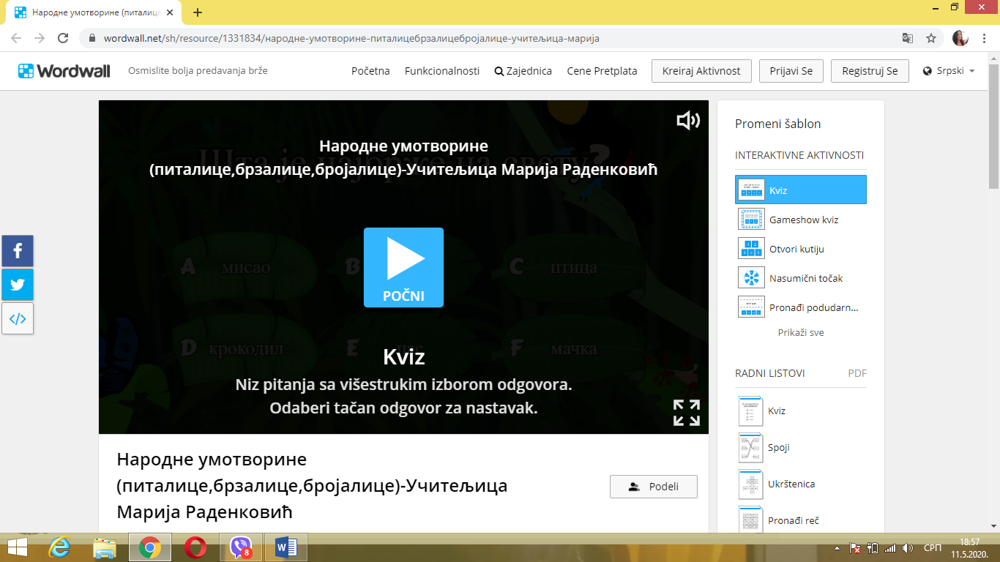 Народне умотворине (питалице
wordwall.net/sh/resource/1331834/народне-умотворине-питалицебрзалицебројалице-учитељица-марија
Wordwall
Osmislite bolja predavanja brže
Početna
Funkcionalnosti
Zajednica
Cene Pretplata
Kreiraj Aktivnost
Prijavi Se
Registruj Se
Srpski
Шта је најбрже на свету?
Народне умотворине
(питалице,брзалице,бројалице)-Учитељица Марија Раденковић
A мисао
B
C птица
POČNI
D крокодил
E пас
F мачка
Kviz
Niz pitanja sa višestrukim izborom odgovora.
Odaberi tačan odgovor za nastavak.
Народне умотворине
(питалице,брзалице,бројалице)-Учитељица
Марија Раденковић
Podeli
Promeni šablon
INTERAKTIVNE AKTIVNOSTI
Kviz
Gameshow kviz
Otvori kutiju
Nasumični točak
Pronađi podudarn...
Prikaži sve
RADNI LISTOVI
PDF
Kviz
Spoji
Ukrštenica
Pronađi reč
8
СРП
18:57
11.5.2020.